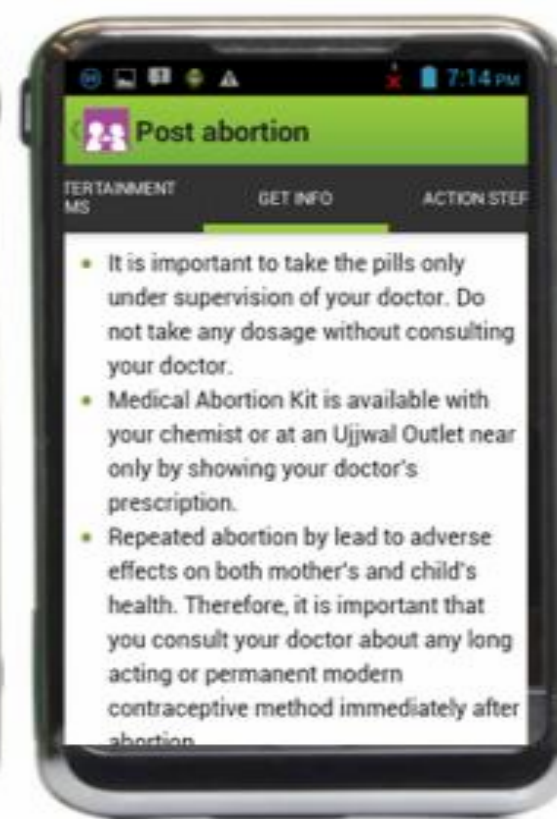 7:14 PM
Post abortion
TERTAINMENT
MS
GET INFO
ACTION STEP
• It is important to take the pills only
under supervision of your doctor. Do
not take any dosage without consulting
your doctor.
• Medical Abortion Kit is available with
your chemist or at an Ujjwal Outlet near
only by showing your doctor's
prescription.
• Repeated abortion by lead to adverse
effects on both mother's and child's
health. Therefore, it is important that
you consult your doctor about any long
acting or permanent modern
contraceptive method immediately after
abortion